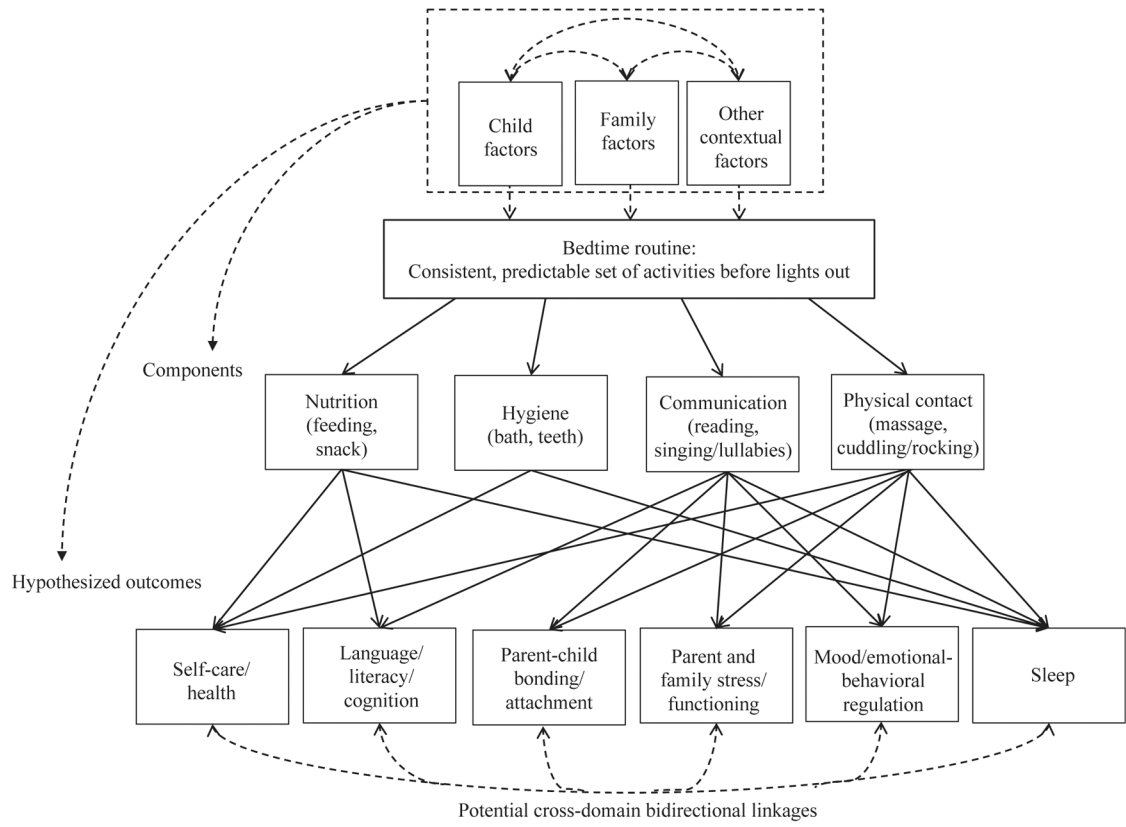 Child
factors
Family
factors
Other
contextual
factors
Bedtime routine:
Consistent, predictable set of activities before lights out
Components
Nutrition
(feeding,
snack)
Hygiene
(bath, teeth)
Communication
(reading,
singing/lullabies)
Physical contact
(massage,
cuddling/rocking)
Hypothesized outcomes
Self-care/
health
Language/
literacy/
cognition
Parent-child
bonding/
attachment
Parent and
family stress/
functioning
Mood/emotional-
behavioral
regulation
Sleep
Potential cross-domain bidirectional linkages